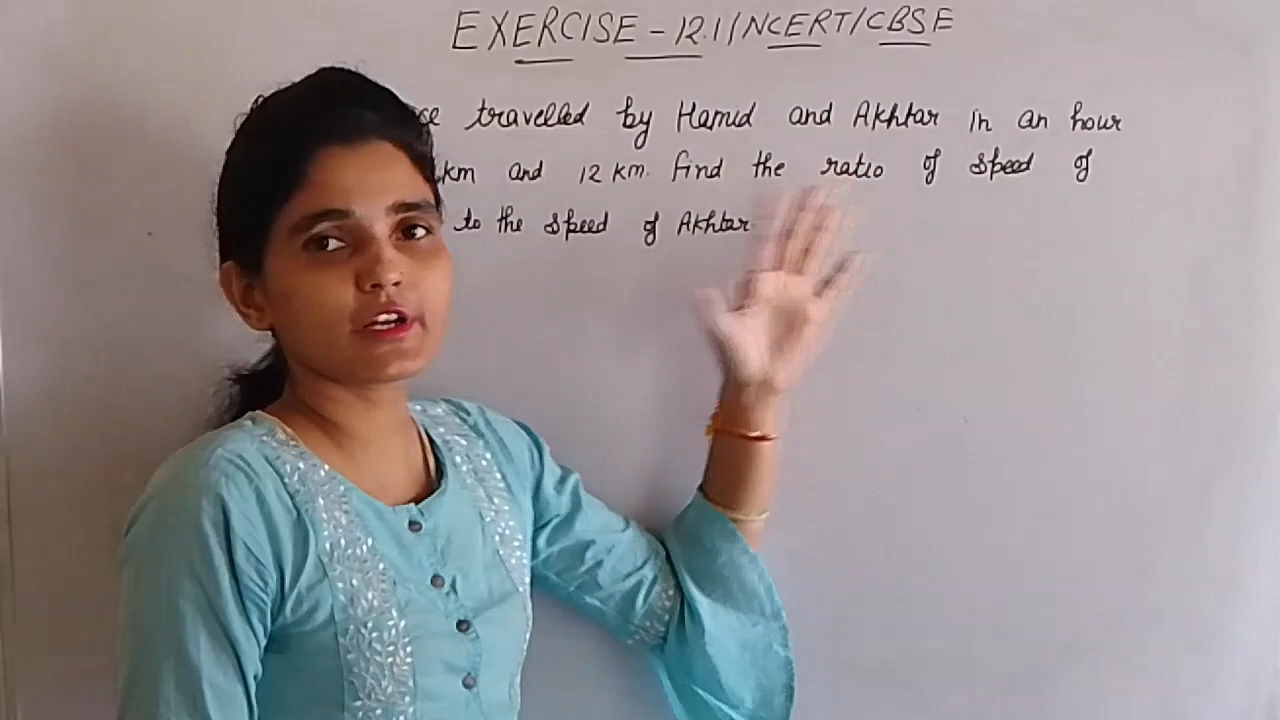 EXERCISE - 12.1/NCERT/CBSE
travelled by Hamid and Akhtar in an hour
km and 12 km. find the ratio of speed of
to the speed of Akhtar.